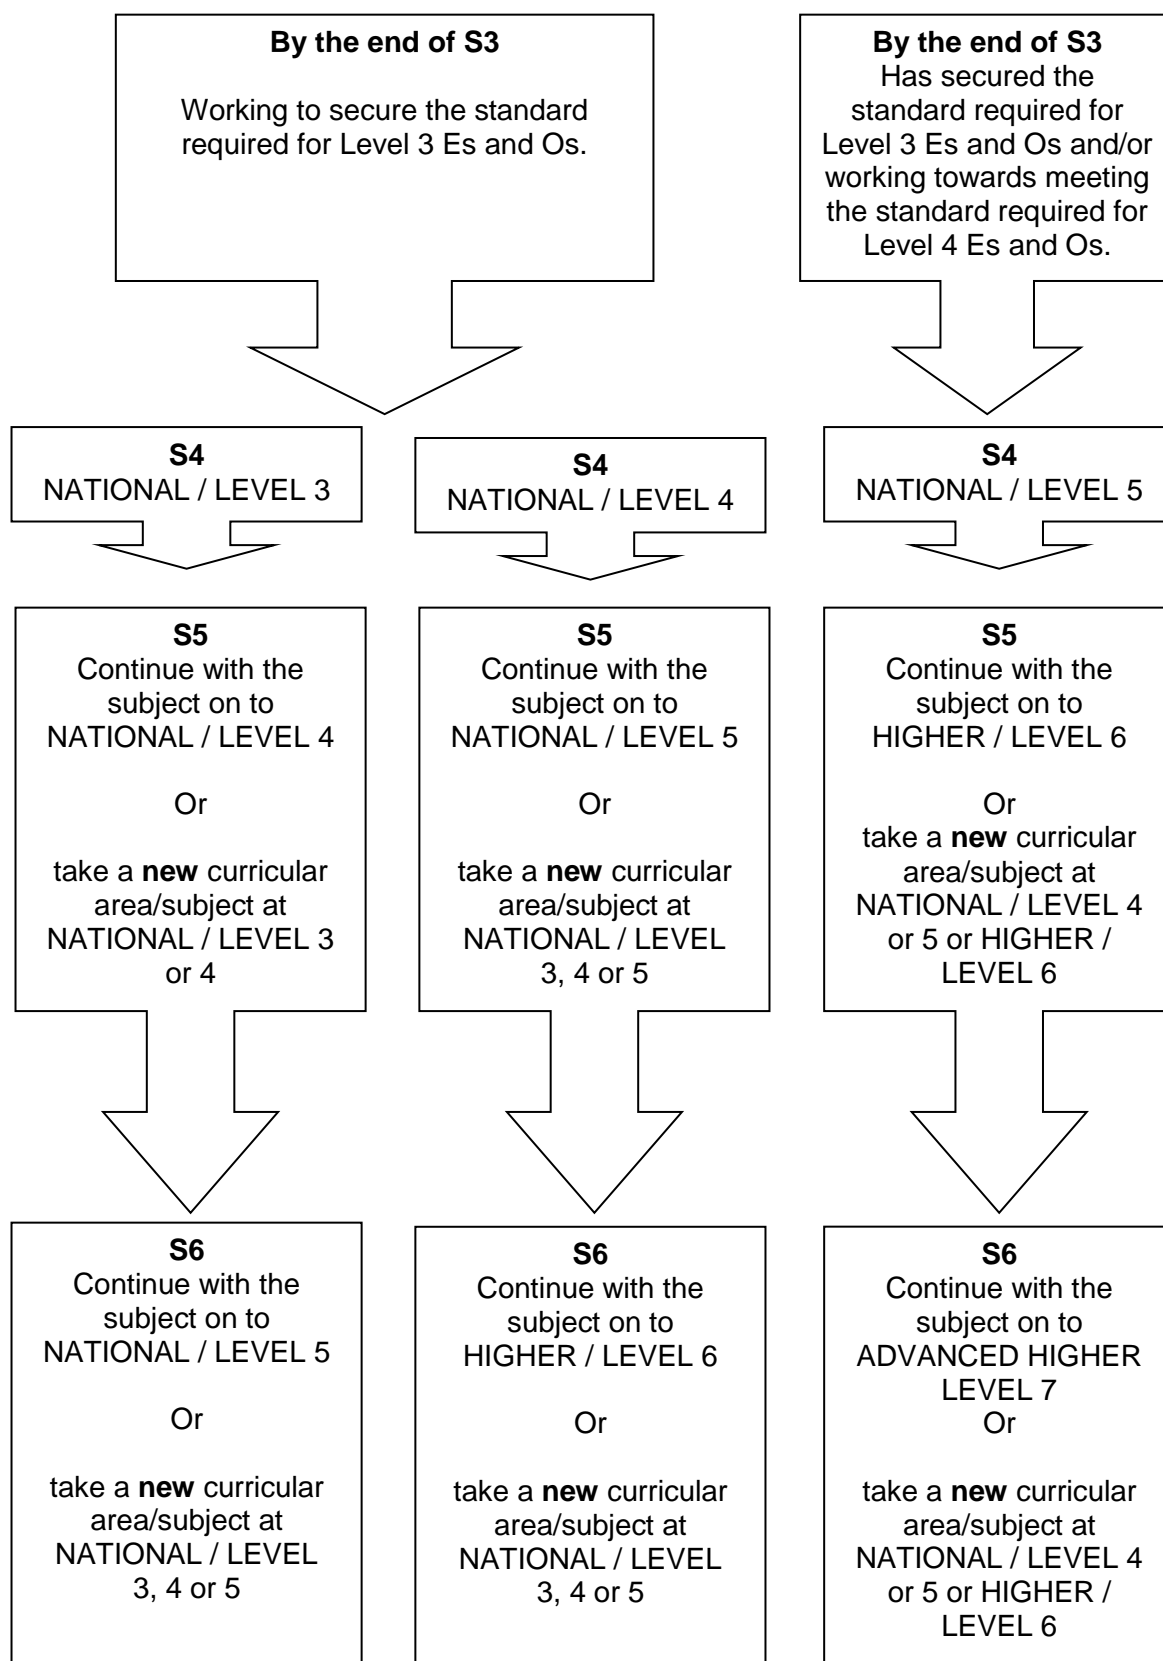 By the end of S3
Working to secure the standard
required for Level 3 Es and Os.
By the end of S3
Has secured the
standard required for
Level 3 Es and Os and/or
working towards meeting
the standard required for
Level 4 Es and Os.
S4
NATIONAL / LEVEL 3
S4
NATIONAL / LEVEL 4
S4
NATIONAL / LEVEL 5
S5
Continue with the
subject on to
NATIONAL / LEVEL 4
Or
take a new curricular
area/subject at
NATIONAL / LEVEL 3
or 4
S5
Continue with the
subject on to
NATIONAL / LEVEL 5
Or
take a new curricular
area/subject at
NATIONAL / LEVEL
3, 4 or 5
S5
Continue with the
subject on to
HIGHER / LEVEL 6
Or
take a new curricular
area/subject at
NATIONAL / LEVEL 4
or 5 or HIGHER /
LEVEL 6
S6
Continue with the
subject on to
NATIONAL / LEVEL 5
Or
take a new curricular
area/subject at
NATIONAL / LEVEL
3, 4 or 5
S6
Continue with the
subject on to
HIGHER / LEVEL 6
Or
take a new curricular
area/subject at
NATIONAL / LEVEL
3, 4 or 5
S6
Continue with the
subject on to
ADVANCED HIGHER
LEVEL 7
Or
take a new curricular
area/subject at
NATIONAL / LEVEL 4
or 5 or HIGHER /
LEVEL 6